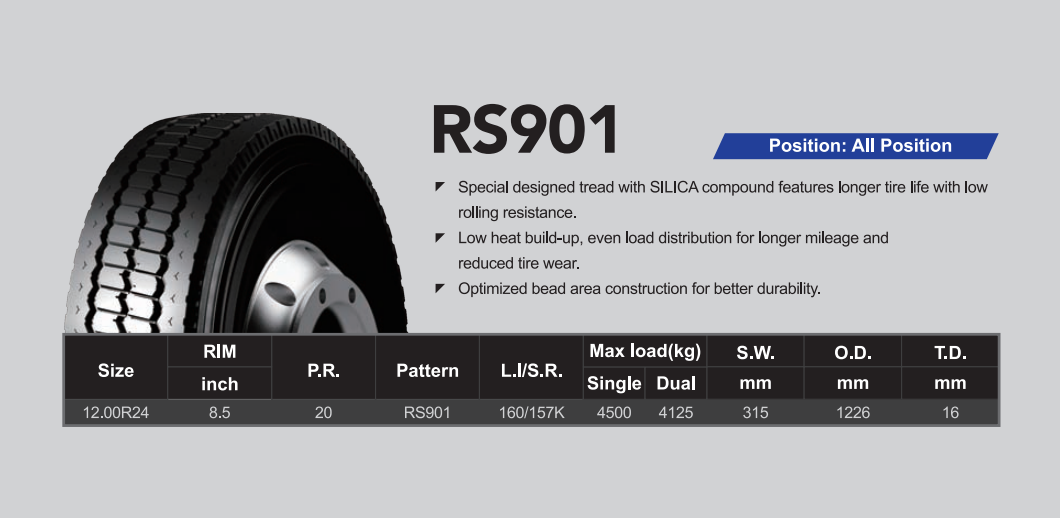 RS901
Position: All Position
Special designed tread with SILICA compound features longer tire life with low
rolling resistance.
Low heat build-up, even load distribution for longer mileage and
reduced tire wear.
Optimized bead area construction for better durability.
Size RIM P.R. Pattern L.I/S.R. Max load(kg) S.W. O.D. T.D.
inch Single Dual mm mm mm
12.00R24 8.5 20 RS901 160/157K 4500 4125 315 1226 16